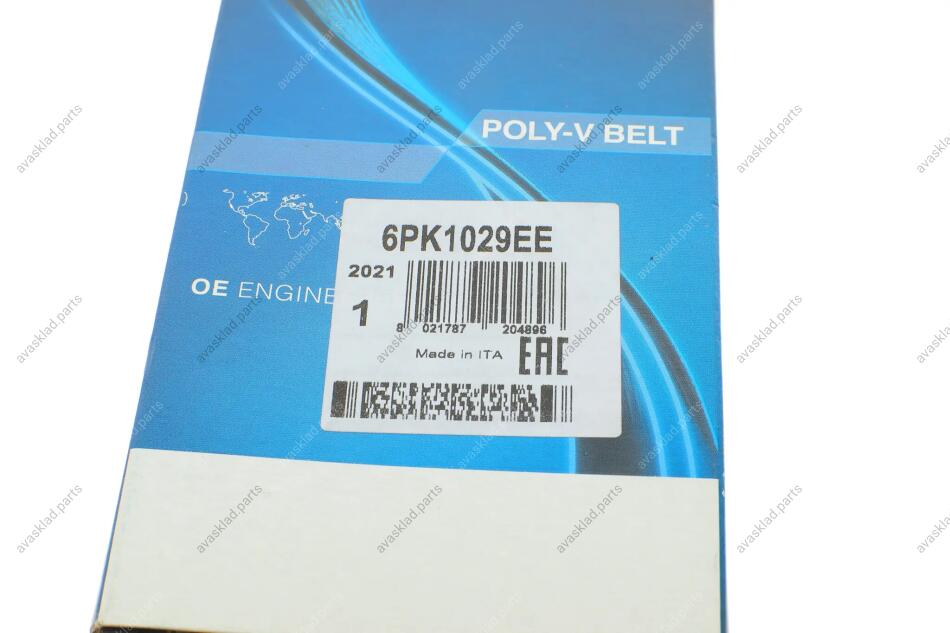 POLY-V BELT
OE ENGINE
6PK1029EE
2021
1
8 021787 204896
Made in ITA
EAC
avasklad.parts